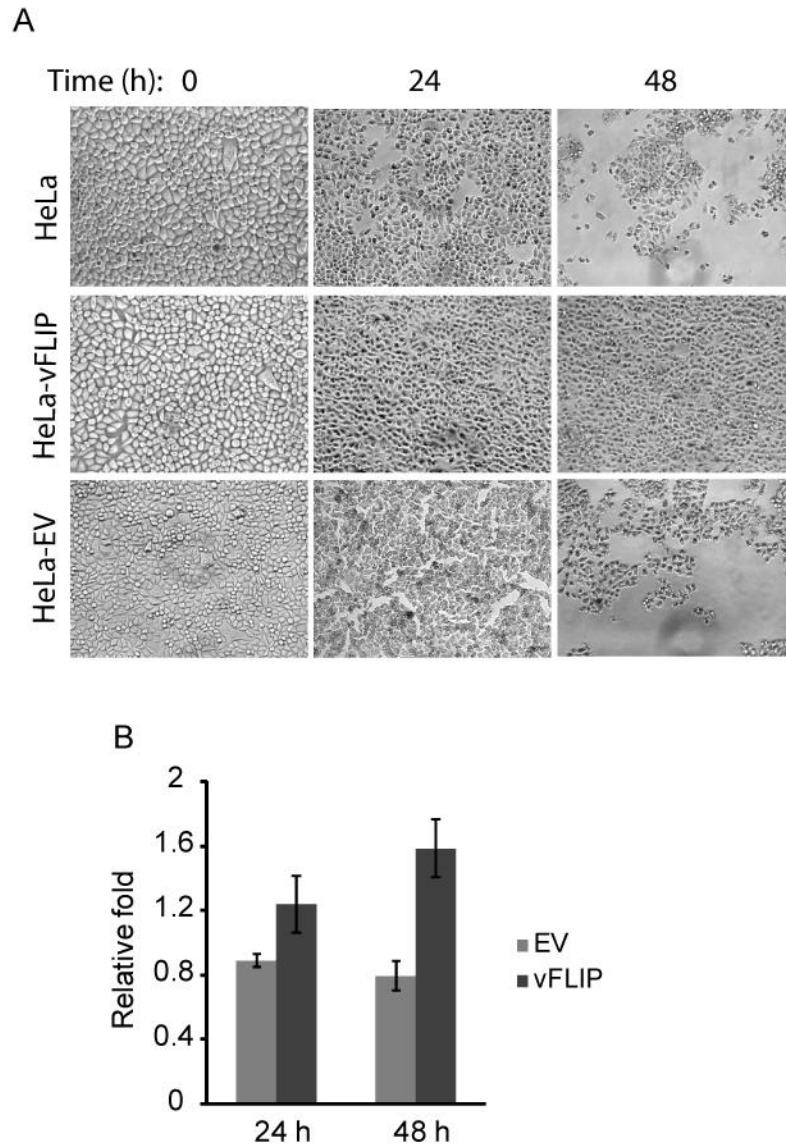 A
Time (h): 0 24 48
HeLa
HeLa-vFLIP
HeLa-EV
B
Relative fold
2
1.6
1.2
0.8
0.4
0
24 h 48 h
EV
vFLIP